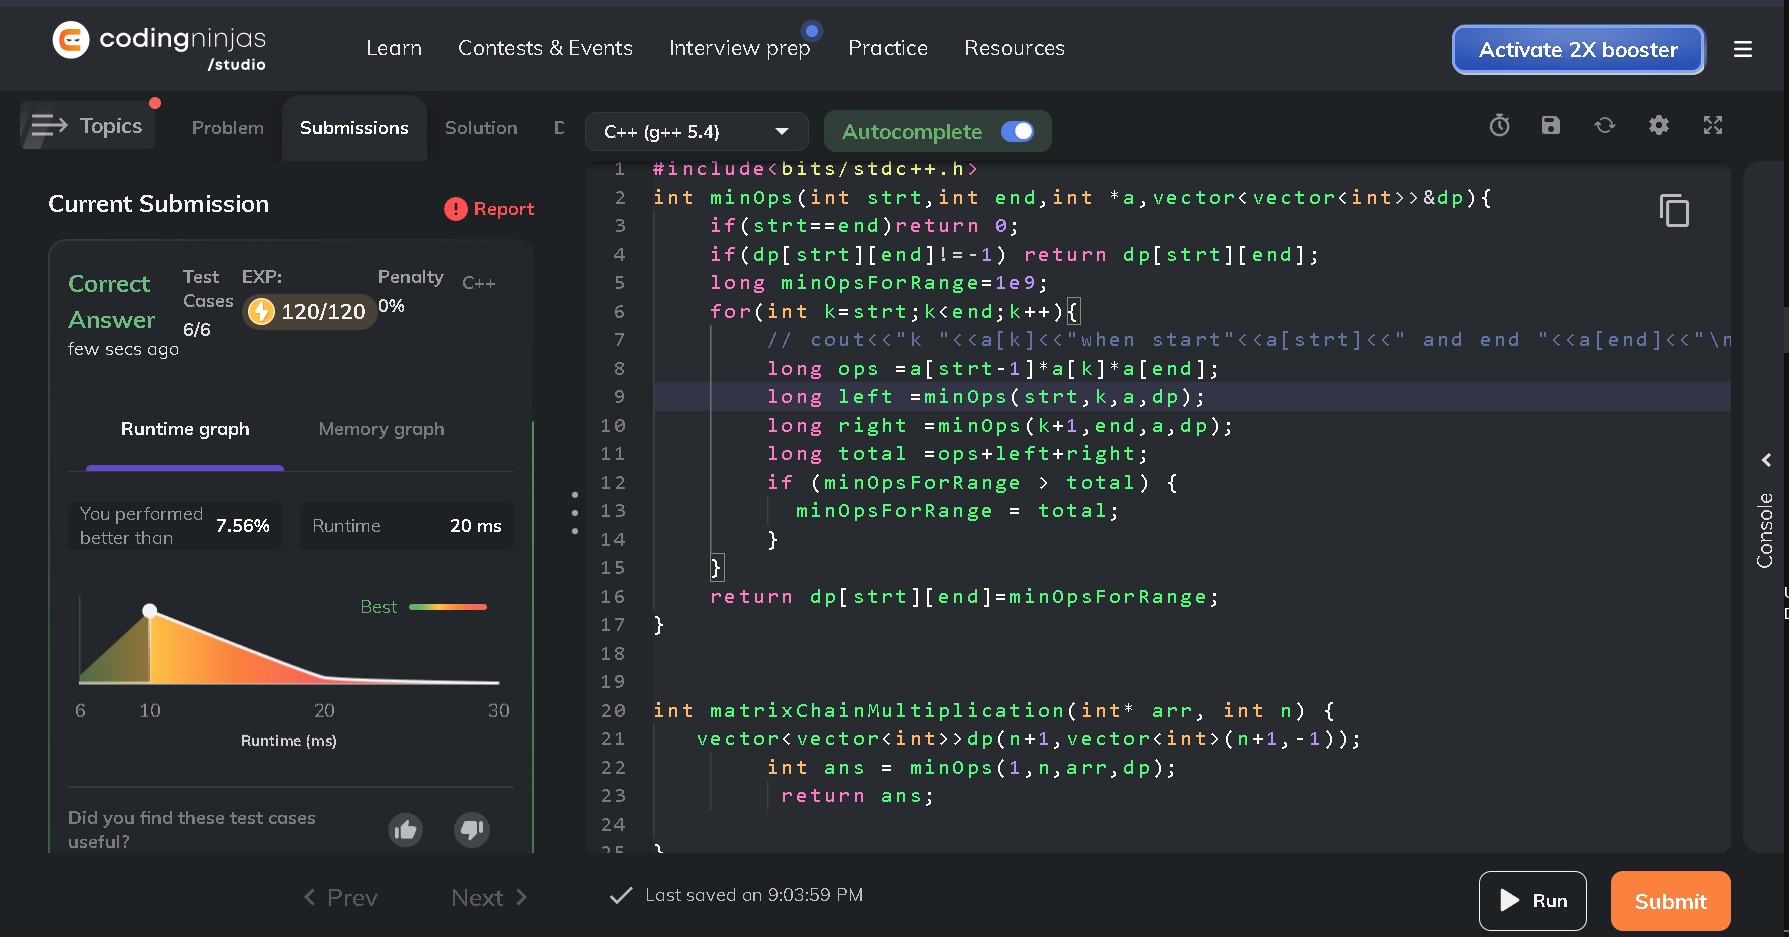 codingninjas
/studio
Learn
Contests & Events
Interview prep
Practice
Resources
Activate 2X booster
Topics
Problem
Submissions
Solution
D
C++ (g++ 5.4)
Autocomplete
Current Submission
Report
Correct
Answer
few secs ago
Test
Cases
6/6
EXP:
120/120
Penalty
0%
C++
Runtime graph
Memory graph
You performed
better than
7.56%
Runtime
20 ms
Best
6
10
20
30
Runtime (ms)
Did you find these test cases
useful?
Prev
Next
1 #include<bits/stdc++.h>
2 int minOps(int strt,int end,int *a,vector<vector<int>>&dp){
3 if(strt==end)return 0;
4 if(dp[strt][end]!=-1) return dp[strt][end];
5 long minOpsForRange=1e9;
6 for(int k=strt;k<end;k++){
7 // cout<<"k "<<a[k]<<"when start"<<a[strt]<<" and end "<<a[end]<<"\n
8 long ops =a[strt-1]*a[k]*a[end];
9 long left =minOps(strt,k,a,dp);
10 long right =minOps(k+1,end,a,dp);
11 long total =ops+left+right;
12 if (minOpsForRange > total) {
13 minOpsForRange = total;
14 }
15 }
16 return dp[strt][end]=minOpsForRange;
17 }
18
19
20 int matrixChainMultiplication(int* arr, int n) {
21 vector<vector<int>>dp(n+1,vector<int>(n+1,-1));
22 int ans = minOps(1,n,arr,dp);
23 return ans;
24
25 }
Console
Last saved on 9:03:59 PM
Run
Submit